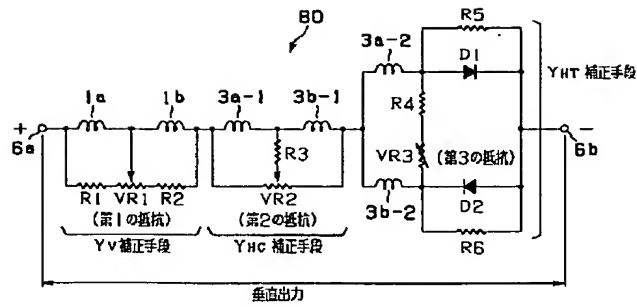 80
R5
3a-2
D1
YHT 補正手段
1a 1b 3a-1 3b-1
R4
+ −
6a 6b
R3
VR3 (第3の抵抗)
R1 VR1 R2 VR2
3b-2
D2
(第1の抵抗) (第2の抵抗)
R6
YV 補正手段 YHC 補正手段
垂直出力